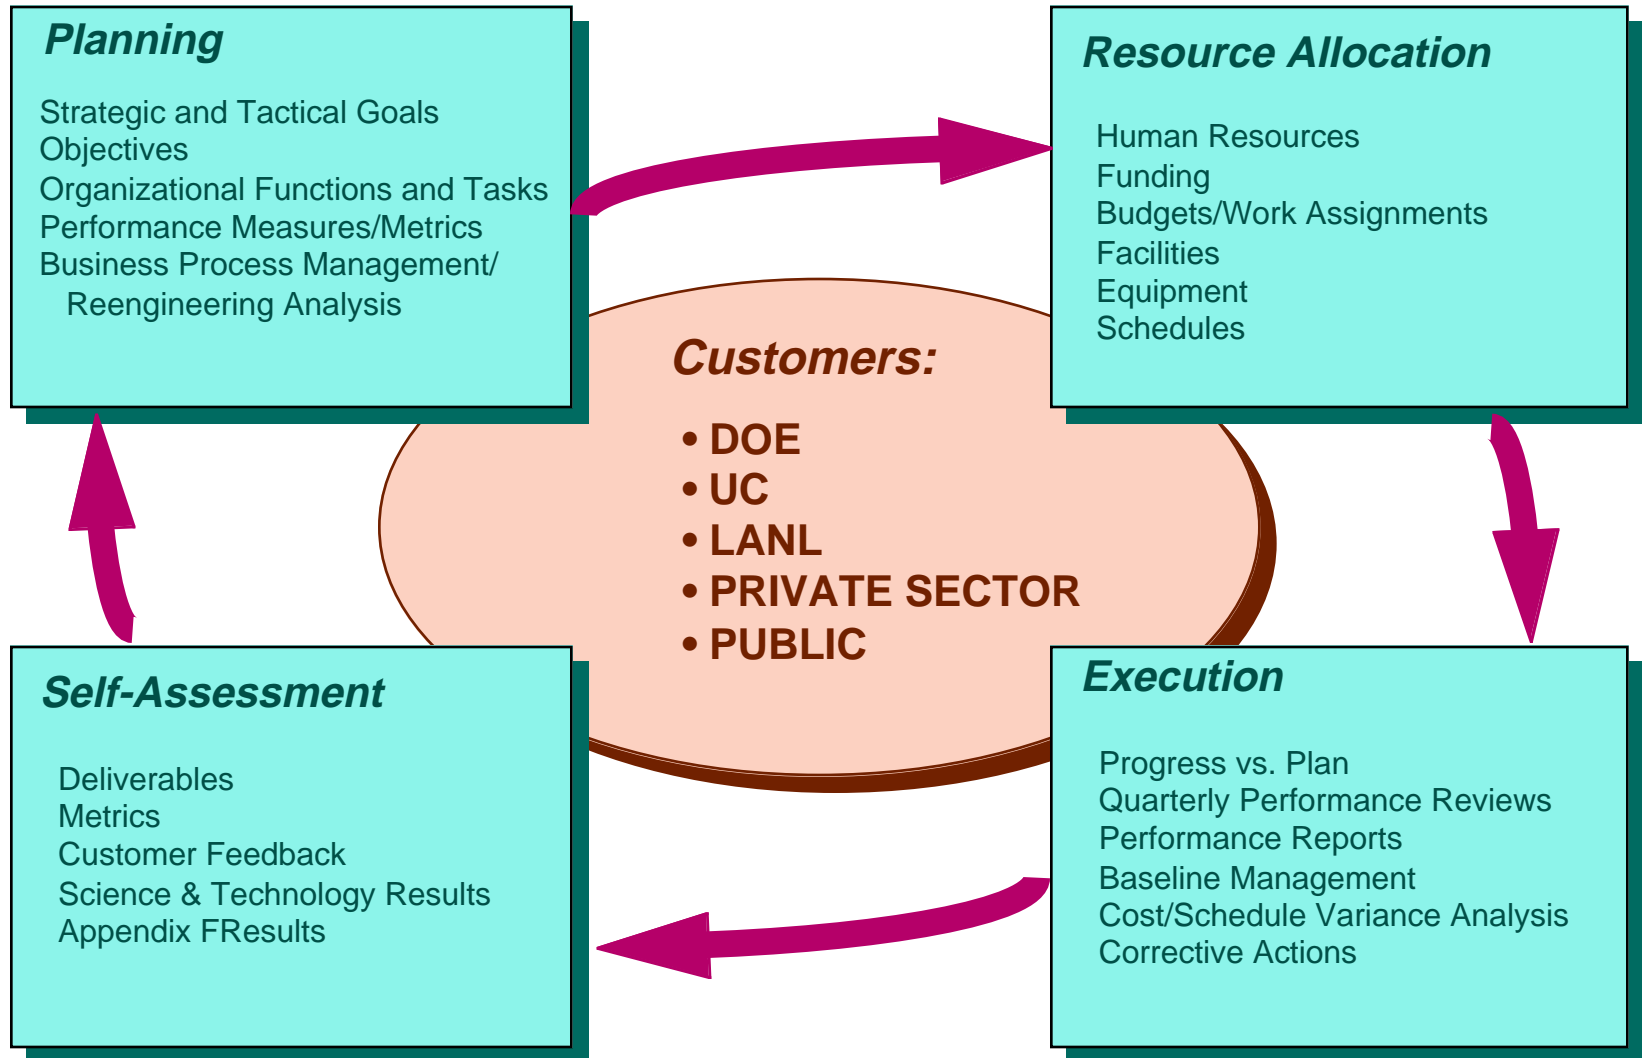 Planning
Strategic and Tactical Goals
Objectives
Organizational Functions and Tasks
Performance Measures/Metrics
Business Process Management/
Reengineering Analysis
Resource Allocation
Human Resources
Funding
Budgets/Work Assignments
Facilities
Equipment
Schedules
Customers:
• DOE
• UC
• LANL
• PRIVATE SECTOR
• PUBLIC
Self-Assessment
Deliverables
Metrics
Customer Feedback
Science & Technology Results
Appendix FResults
Execution
Progress vs. Plan
Quarterly Performance Reviews
Performance Reports
Baseline Management
Cost/Schedule Variance Analysis
Corrective Actions